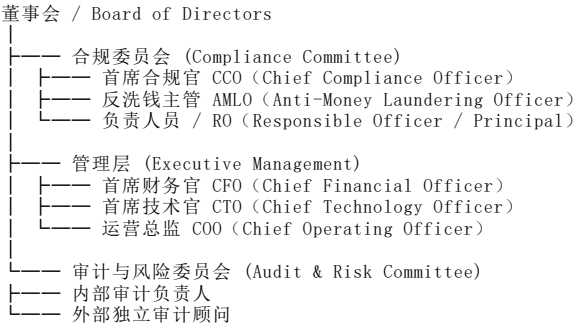 董事会 / Board of Directors
│
├—— 合规委员会 (Compliance Committee)
│ ├—— 首席合规官 CCO（Chief Compliance Officer）
│ ├—— 反洗钱主管 AMLO（Anti-Money Laundering Officer）
│ └—— 负责人员 / RO（Responsible Officer / Principal）
│
├—— 管理层 (Executive Management)
│ ├—— 首席财务官 CFO（Chief Financial Officer）
│ ├—— 首席技术官 CTO（Chief Technology Officer）
│ └—— 运营总监 COO（Chief Operating Officer）
│
└—— 审计与风险委员会 (Audit & Risk Committee)
├—— 内部审计负责人
└—— 外部独立审计顾问